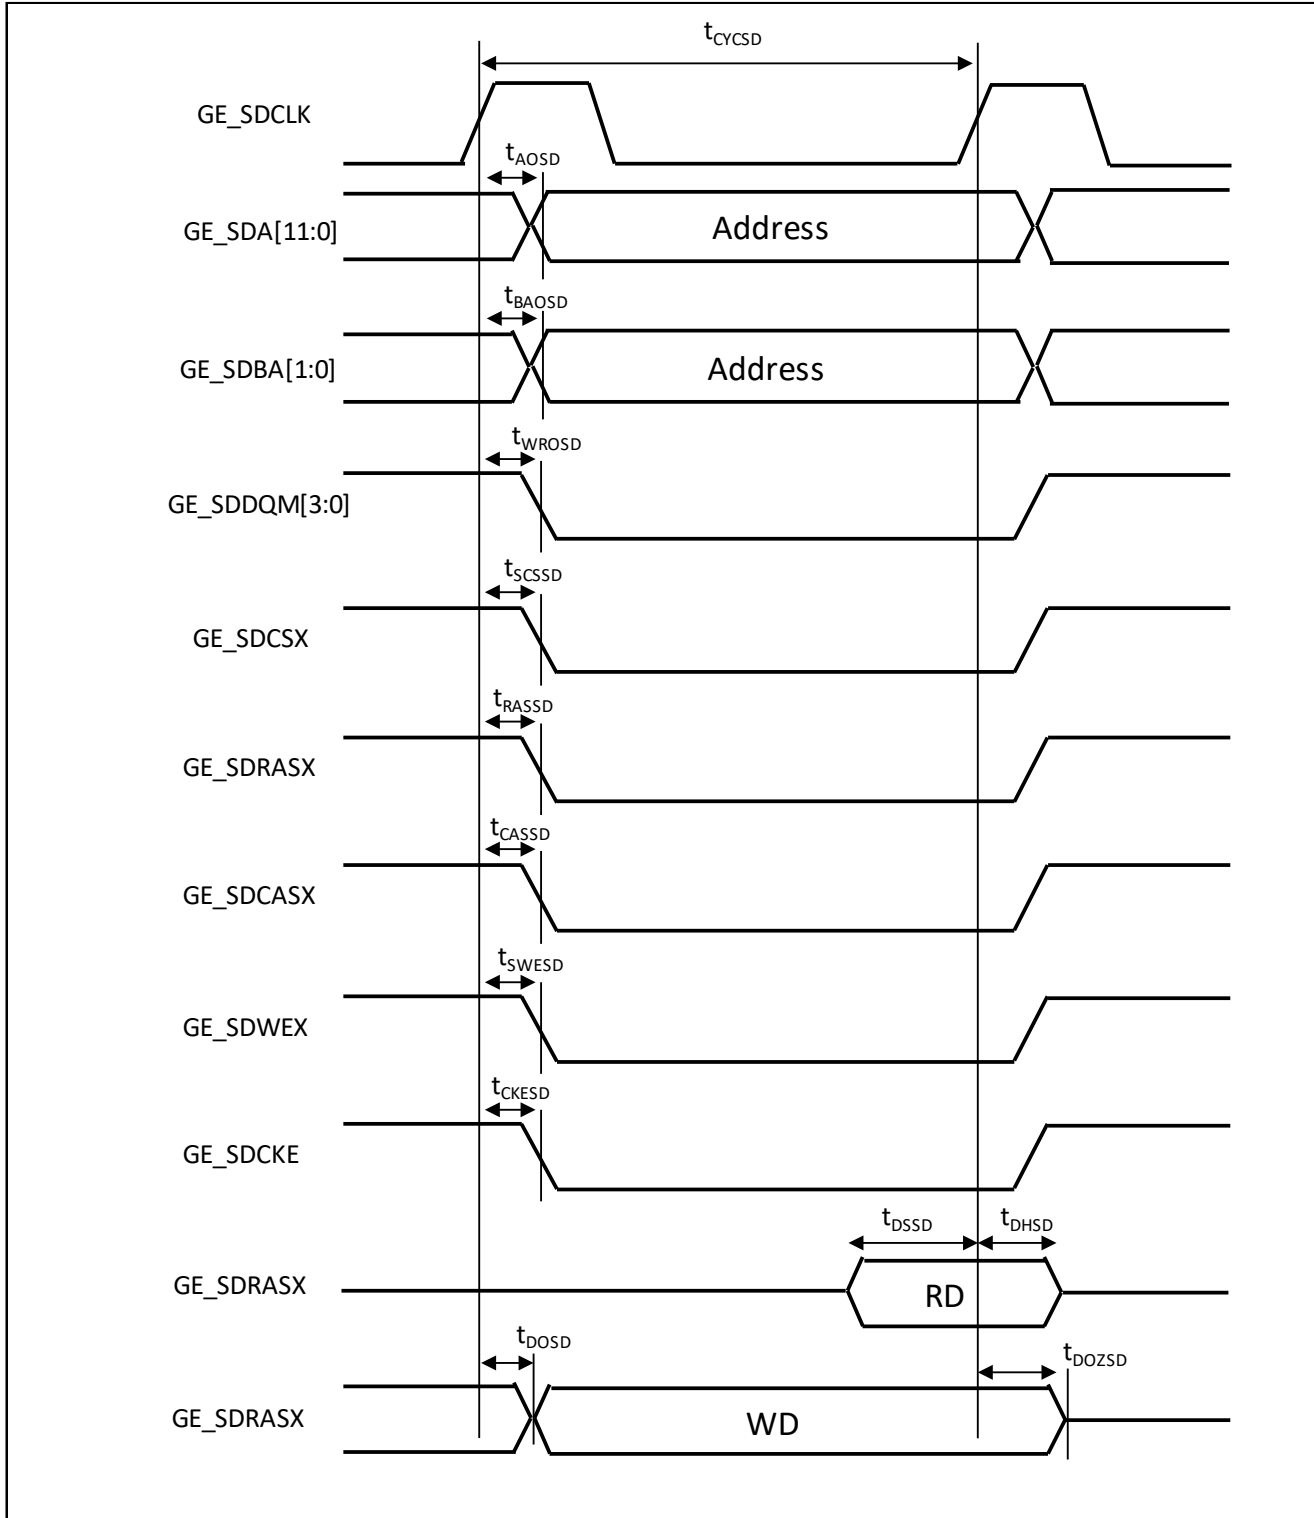 tCYCSD
GE_SDCLK
tAOSD
GE_SDA[11:0]
Address
tBAOSD
GE_SDBA[1:0]
Address
tWROSD
GE_SDDQM[3:0]
tSCSSD
GE_SDCSX
tRASSD
GE_SDRASX
tCASSD
GE_SDCASX
tSWESD
GE_SDWEX
tCKESD
GE_SDCKE
tDSSD
tDHSD
GE_SDRASX
RD
tDOSD
tDOZSD
GE_SDRASX
WD